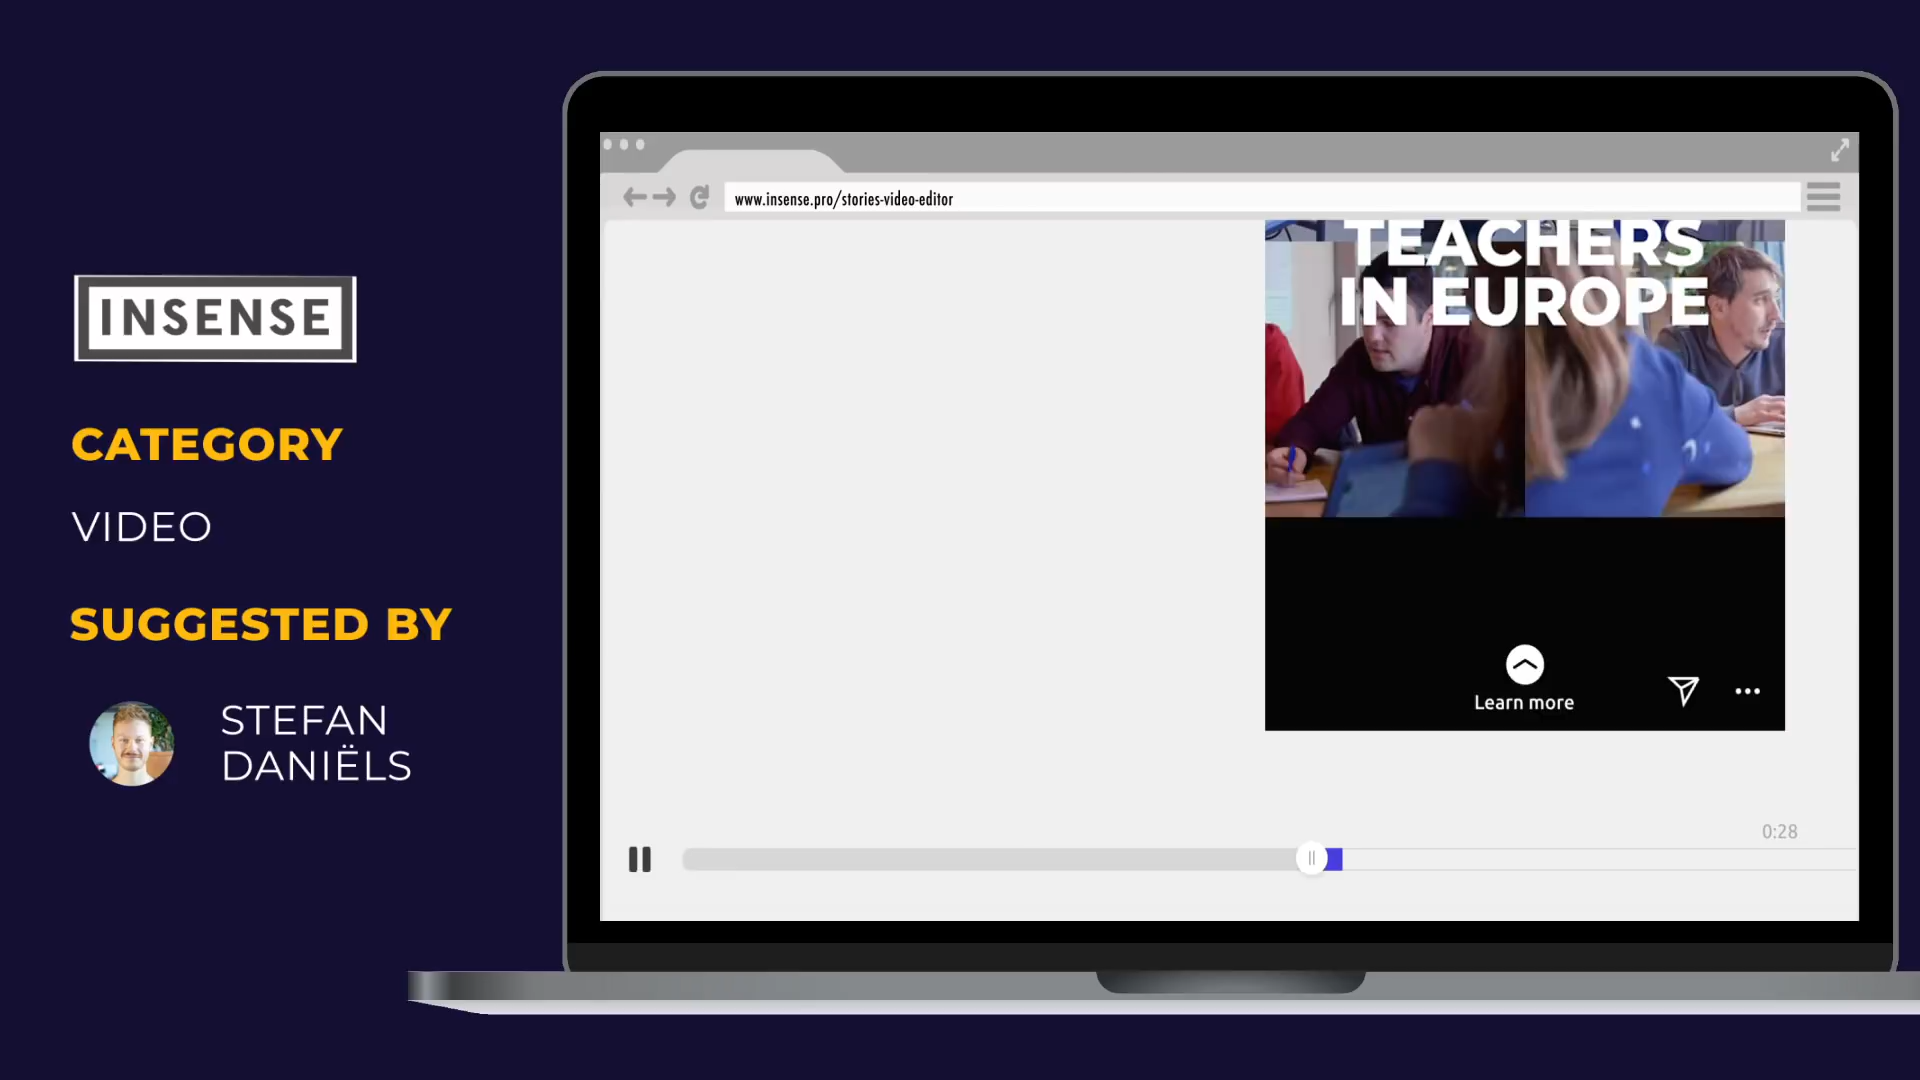 INSENSE
CATEGORY
VIDEO
SUGGESTED BY
STEFAN
DANIËLS
www.insense.pro/stories-video-editor
TEACHERS
IN EUROPE
Learn more
0:28